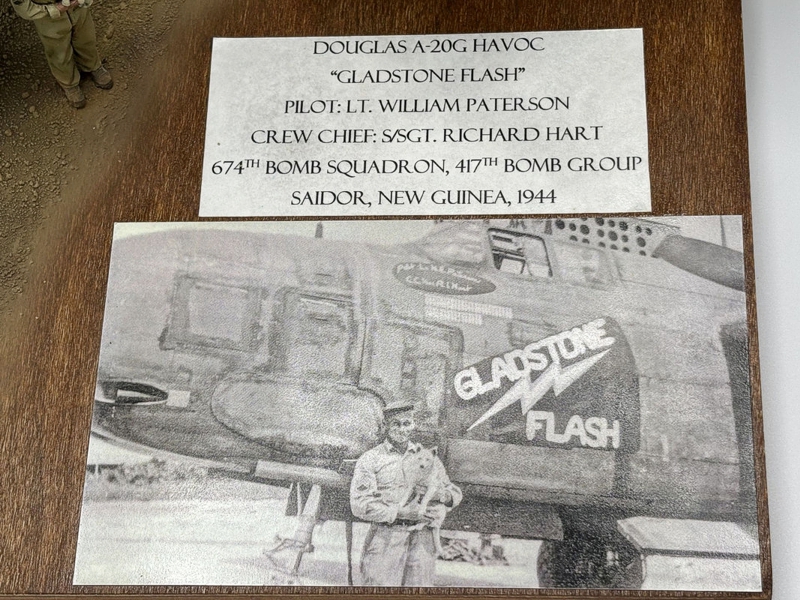 DOUGLAS A-20G HAVOC
“GLADSTONE FLASH”
PILOT: LT. WILLIAM PATERSON
CREW CHIEF: S/SGT. RICHARD HART
674TH BOMB SQUADRON, 417TH BOMB GROUP
SAIDOR, NEW GUINEA, 1944
GLADSTONE
FLASH